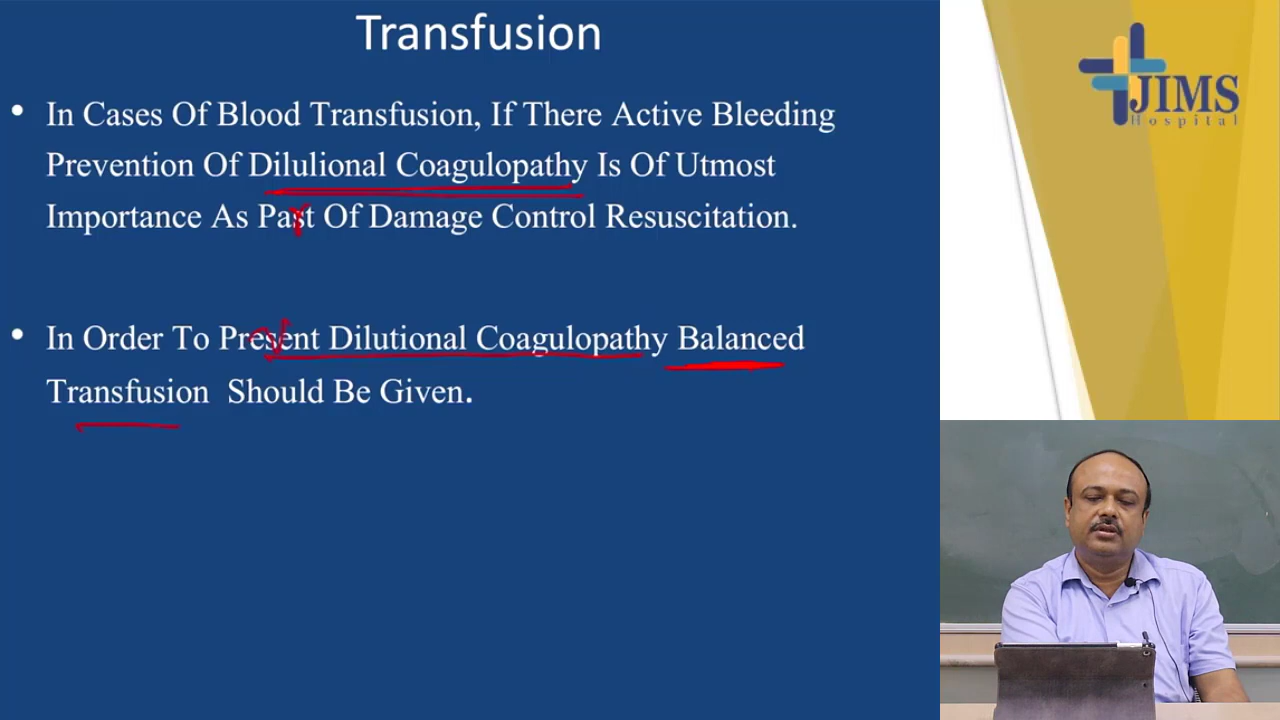 Transfusion
• In Cases Of Blood Transfusion, If There Active Bleeding
Prevention Of Dilulional Coagulopathy Is Of Utmost
Importance As Past Of Damage Control Resuscitation.
• In Order To Present Dilutional Coagulopathy Balanced
Transfusion Should Be Given.
JIMS
Hospital